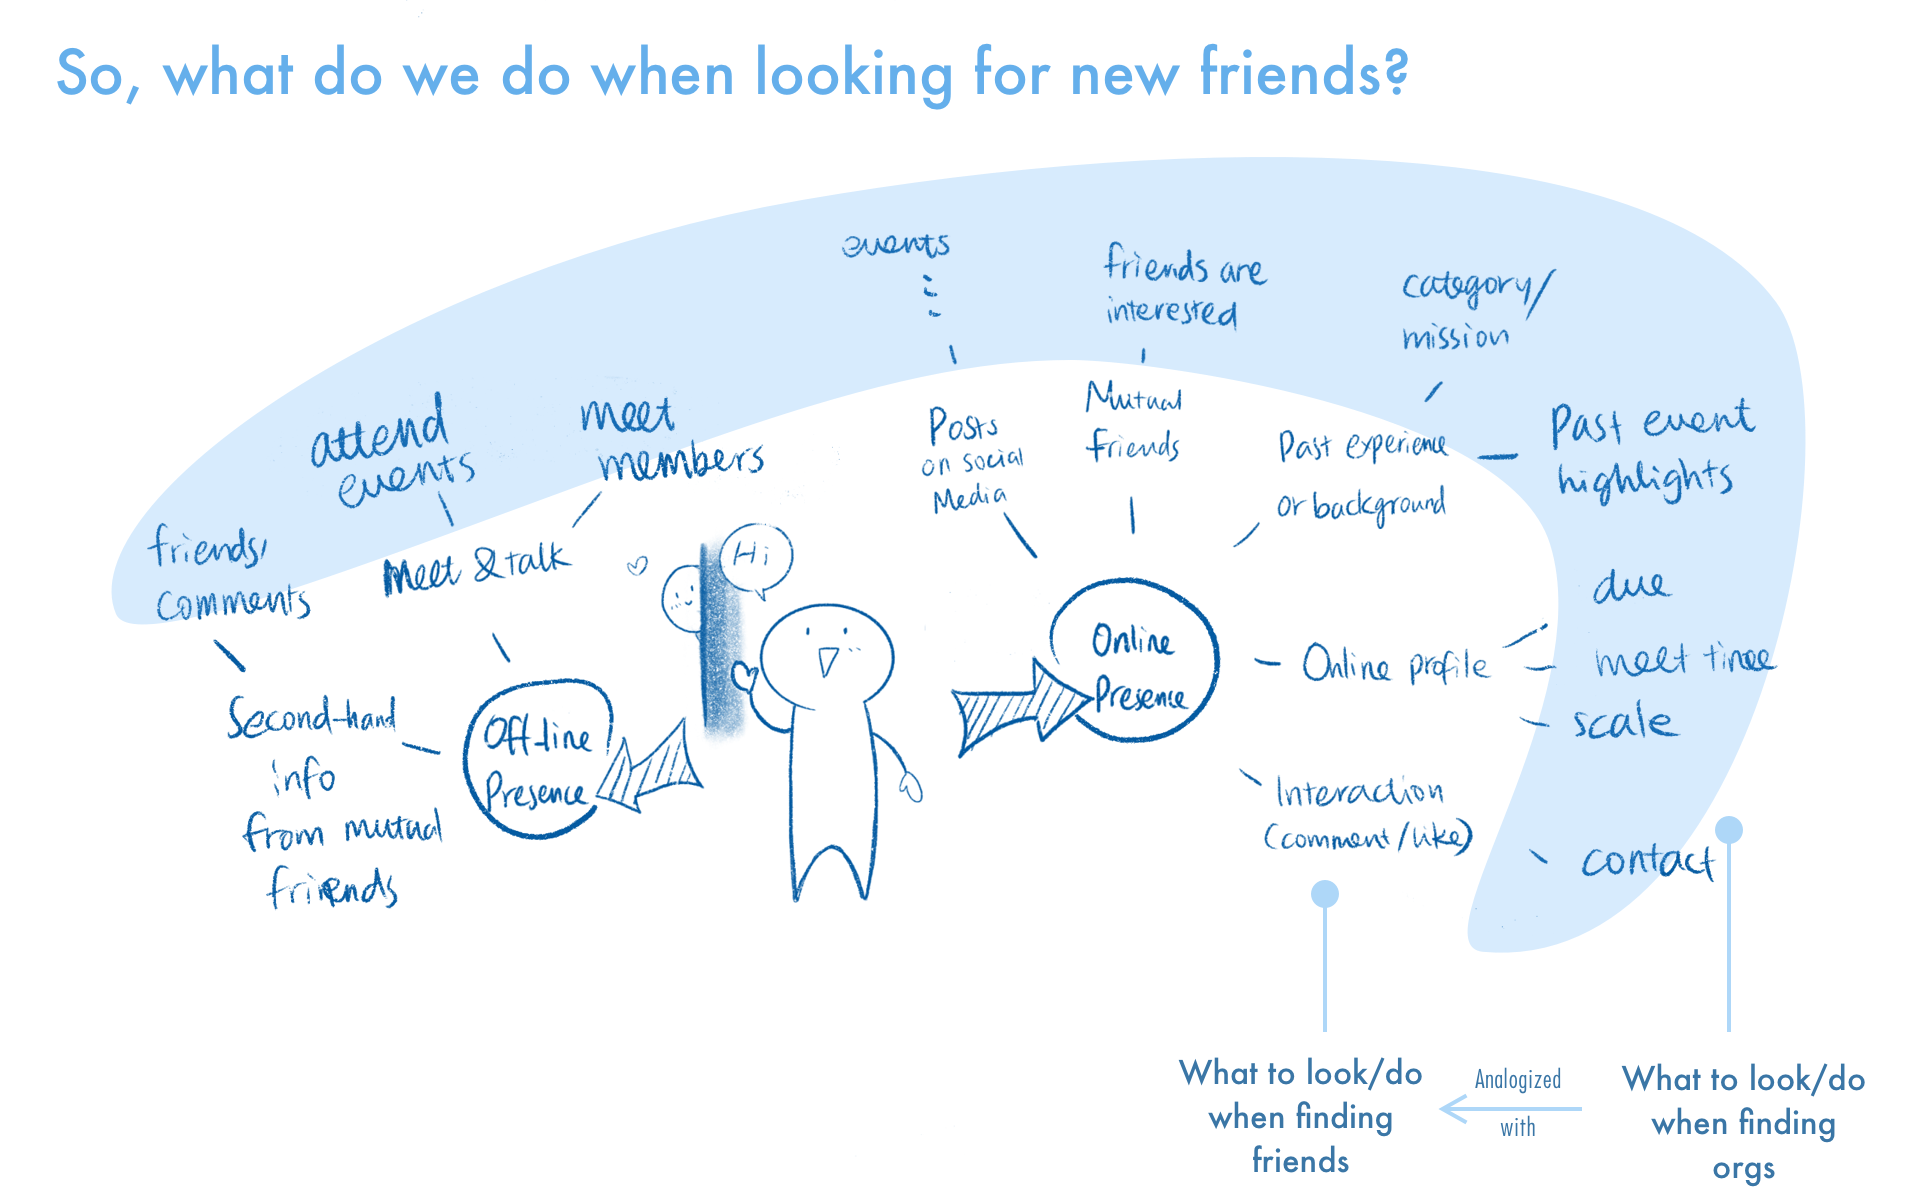 So, what do we do when looking for new friends?
events
friends are
interested
category/
mission
attend
events
meet
members
Posts
on social
Media
Mutual
friends
Past experience
or background
Past event
highlights
friends'
comments
Meet & talk
Hi
Second-hand
info
from mutual
friends
Off-line
Presence
Online
Presence
Online profile
due
meet time
scale
Interaction
(comment/like)
contact
What to look/do
when finding
friends
Analogized
with
What to look/do
when finding
orgs